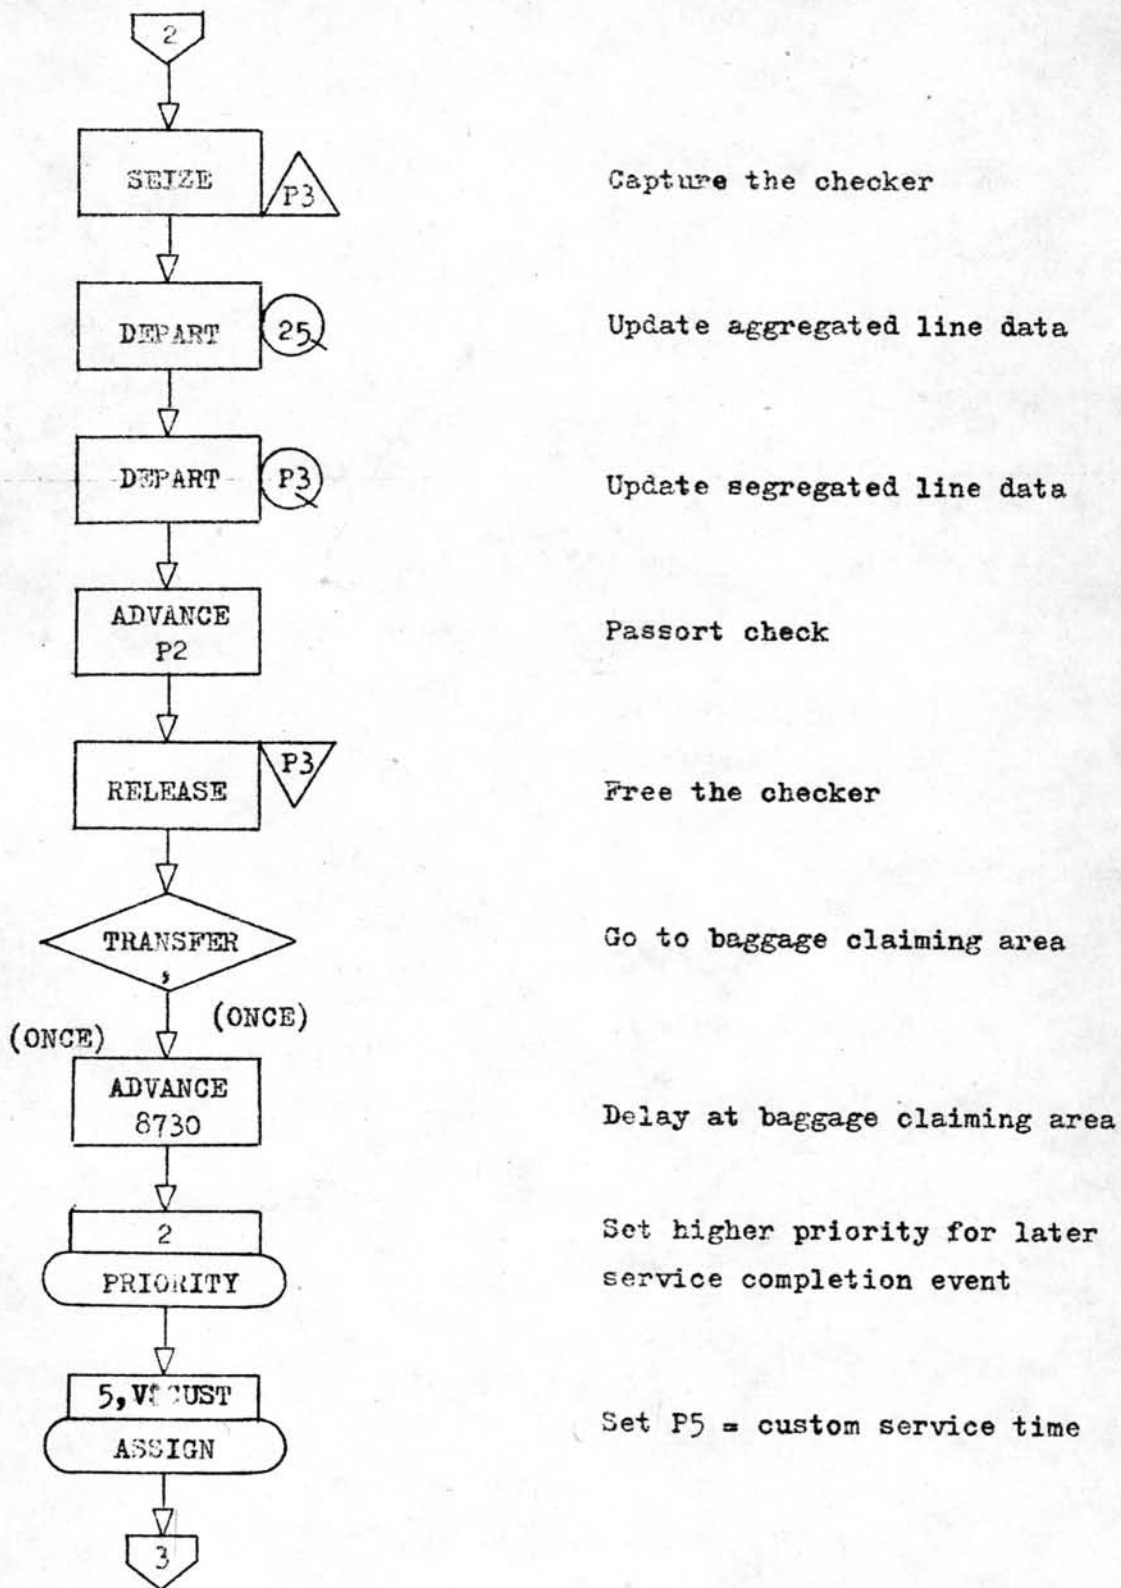 2
SEIZE
P3
Capture the checker
DEPART
25
Update aggregated line data
DEPART
P3
Update segregated line data
ADVANCE
P2
Passort check
RELEASE
P3
Free the checker
TRANSFER
,
Go to baggage claiming area
(ONCE)
(ONCE)
ADVANCE
8730
Delay at baggage claiming area
2
PRIORITY
Set higher priority for later
service completion event
ASSIGN
Set P5 = custom service time
3